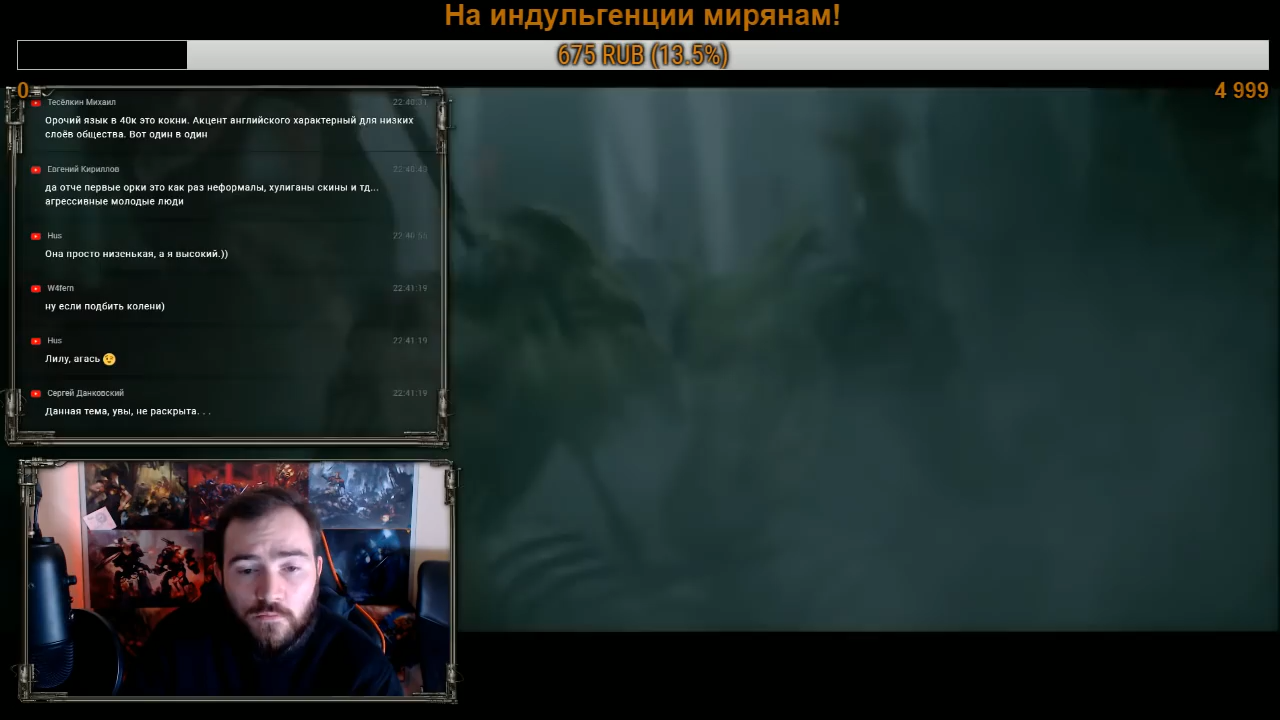 На индульгенции мирянам!
675 RUB (13.5%)
0
4 999
Тесёлкин Михаил 22:40:31
Орочий язык в 40к это кокни. Акцент английского характерный для низких
слоёв общества. Вот один в один
Евгений Кириллов 22:40:43
да отче первые орки это как раз неформалы, хулиганы скины и тд...
агрессивные молодые люди
Hus 22:40:56
Она просто низенькая, а я высокий.))
W4fern 22:41:19
ну если подбить колени)
Hus 22:41:19
Лилу, агась 😉
Сергей Данковский 22:41:19
Данная тема, увы, не раскрыта. . .